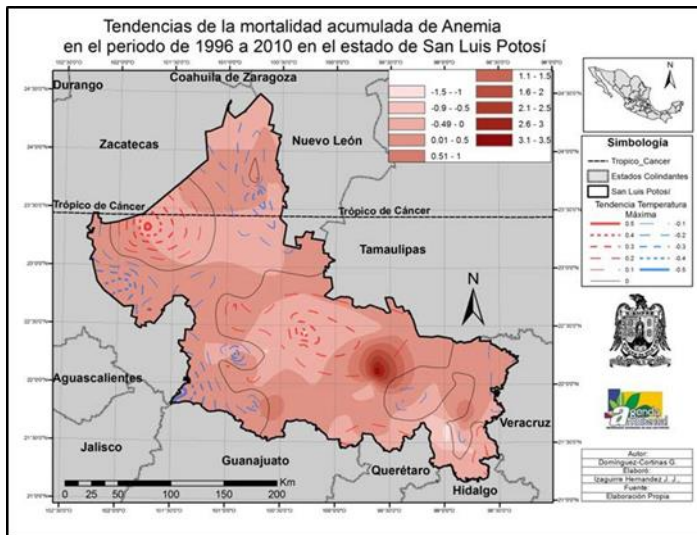 Tendencias de la mortalidad acumulada de Anemia
en el periodo de 1996 a 2010 en el estado de San Luis Potosí
Durango
Coahuila de Zaragoza
Zacatecas
Nuevo León
Trópico de Cáncer
Trópico de Cáncer
Tamaulipas
N
Aguascalientes
Jalisco
Guanajuato
Querétaro
Hidalgo
Veracruz
-1.5 - -1
-0.9 - -0.5
-0.49 - 0
0.01 - 0.5
0.51 - 1
1.1 - 1.5
1.6 - 2
2.1 - 2.5
2.6 - 3
3.1 - 3.5
0 25 50 100 150 200
Km
N
Simbología
Tropico_Cancer
Estados Colindantes
San Luis Potosí
Tendencia Temperatura
Máxima
0.5 -0.1
0.4 -0.2
0.3 -0.3
0.2 -0.4
0.1 -0.5
0
Autor:
Domínguez-Cortinas G.
Elaboró:
Izaguirre Hernandez J. J.,
Fuente:
Elaboración Propia